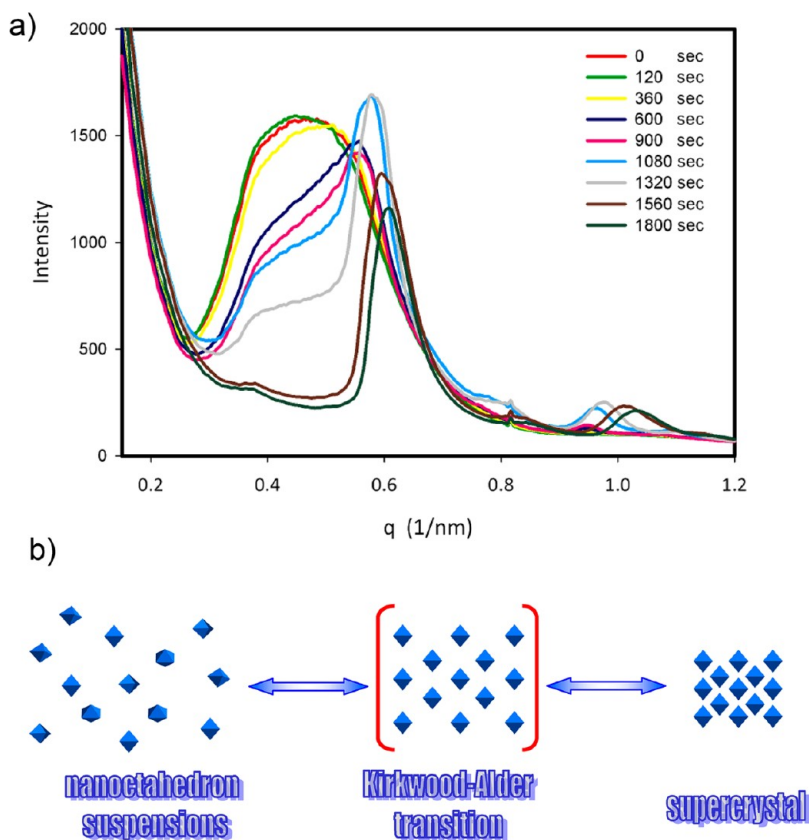 a)
2000
1500
1000
500
0
Intensity
0 sec
120 sec
360 sec
600 sec
900 sec
1080 sec
1320 sec
1560 sec
1800 sec
0.2 0.4 0.6 0.8 1.0 1.2
q (1/nm)
b)
nanoctahedron
suspensions
Kirkwood-Alder
transition
supercrystal